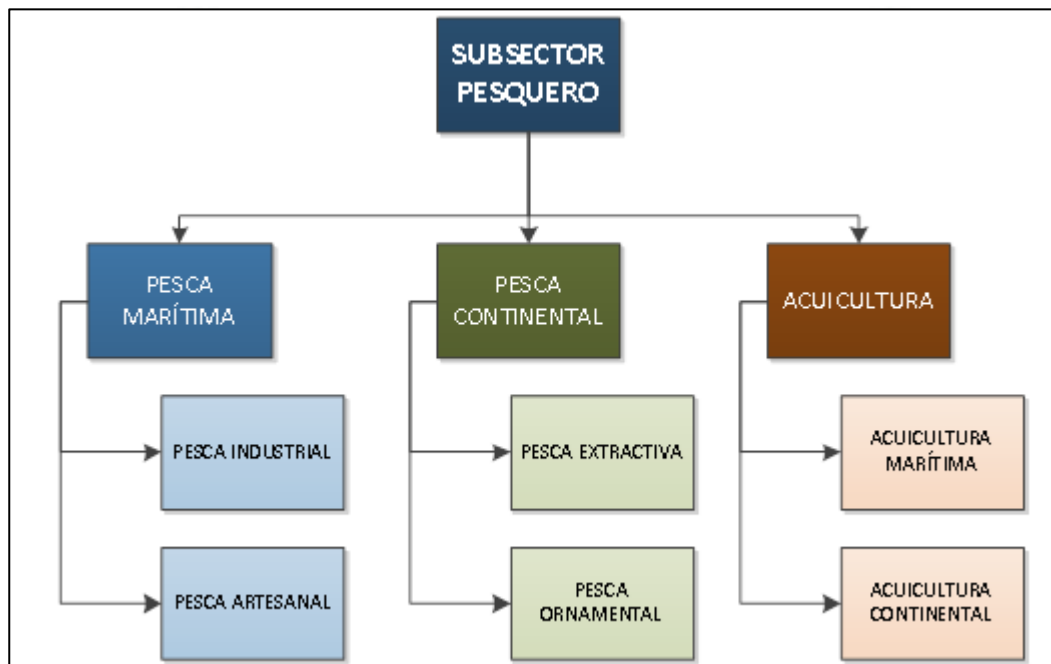 SUBSECTOR
PESQUERO
PESCA
MARÍTIMA
PESCA
CONTINENTAL
ACUICULTURA
PESCA INDUSTRIAL
PESCA EXTRACTIVA
ACUICULTURA
MARÍTIMA
PESCA ARTESANAL
PESCA
ORNAMENTAL
ACUICULTURA
CONTINENTAL